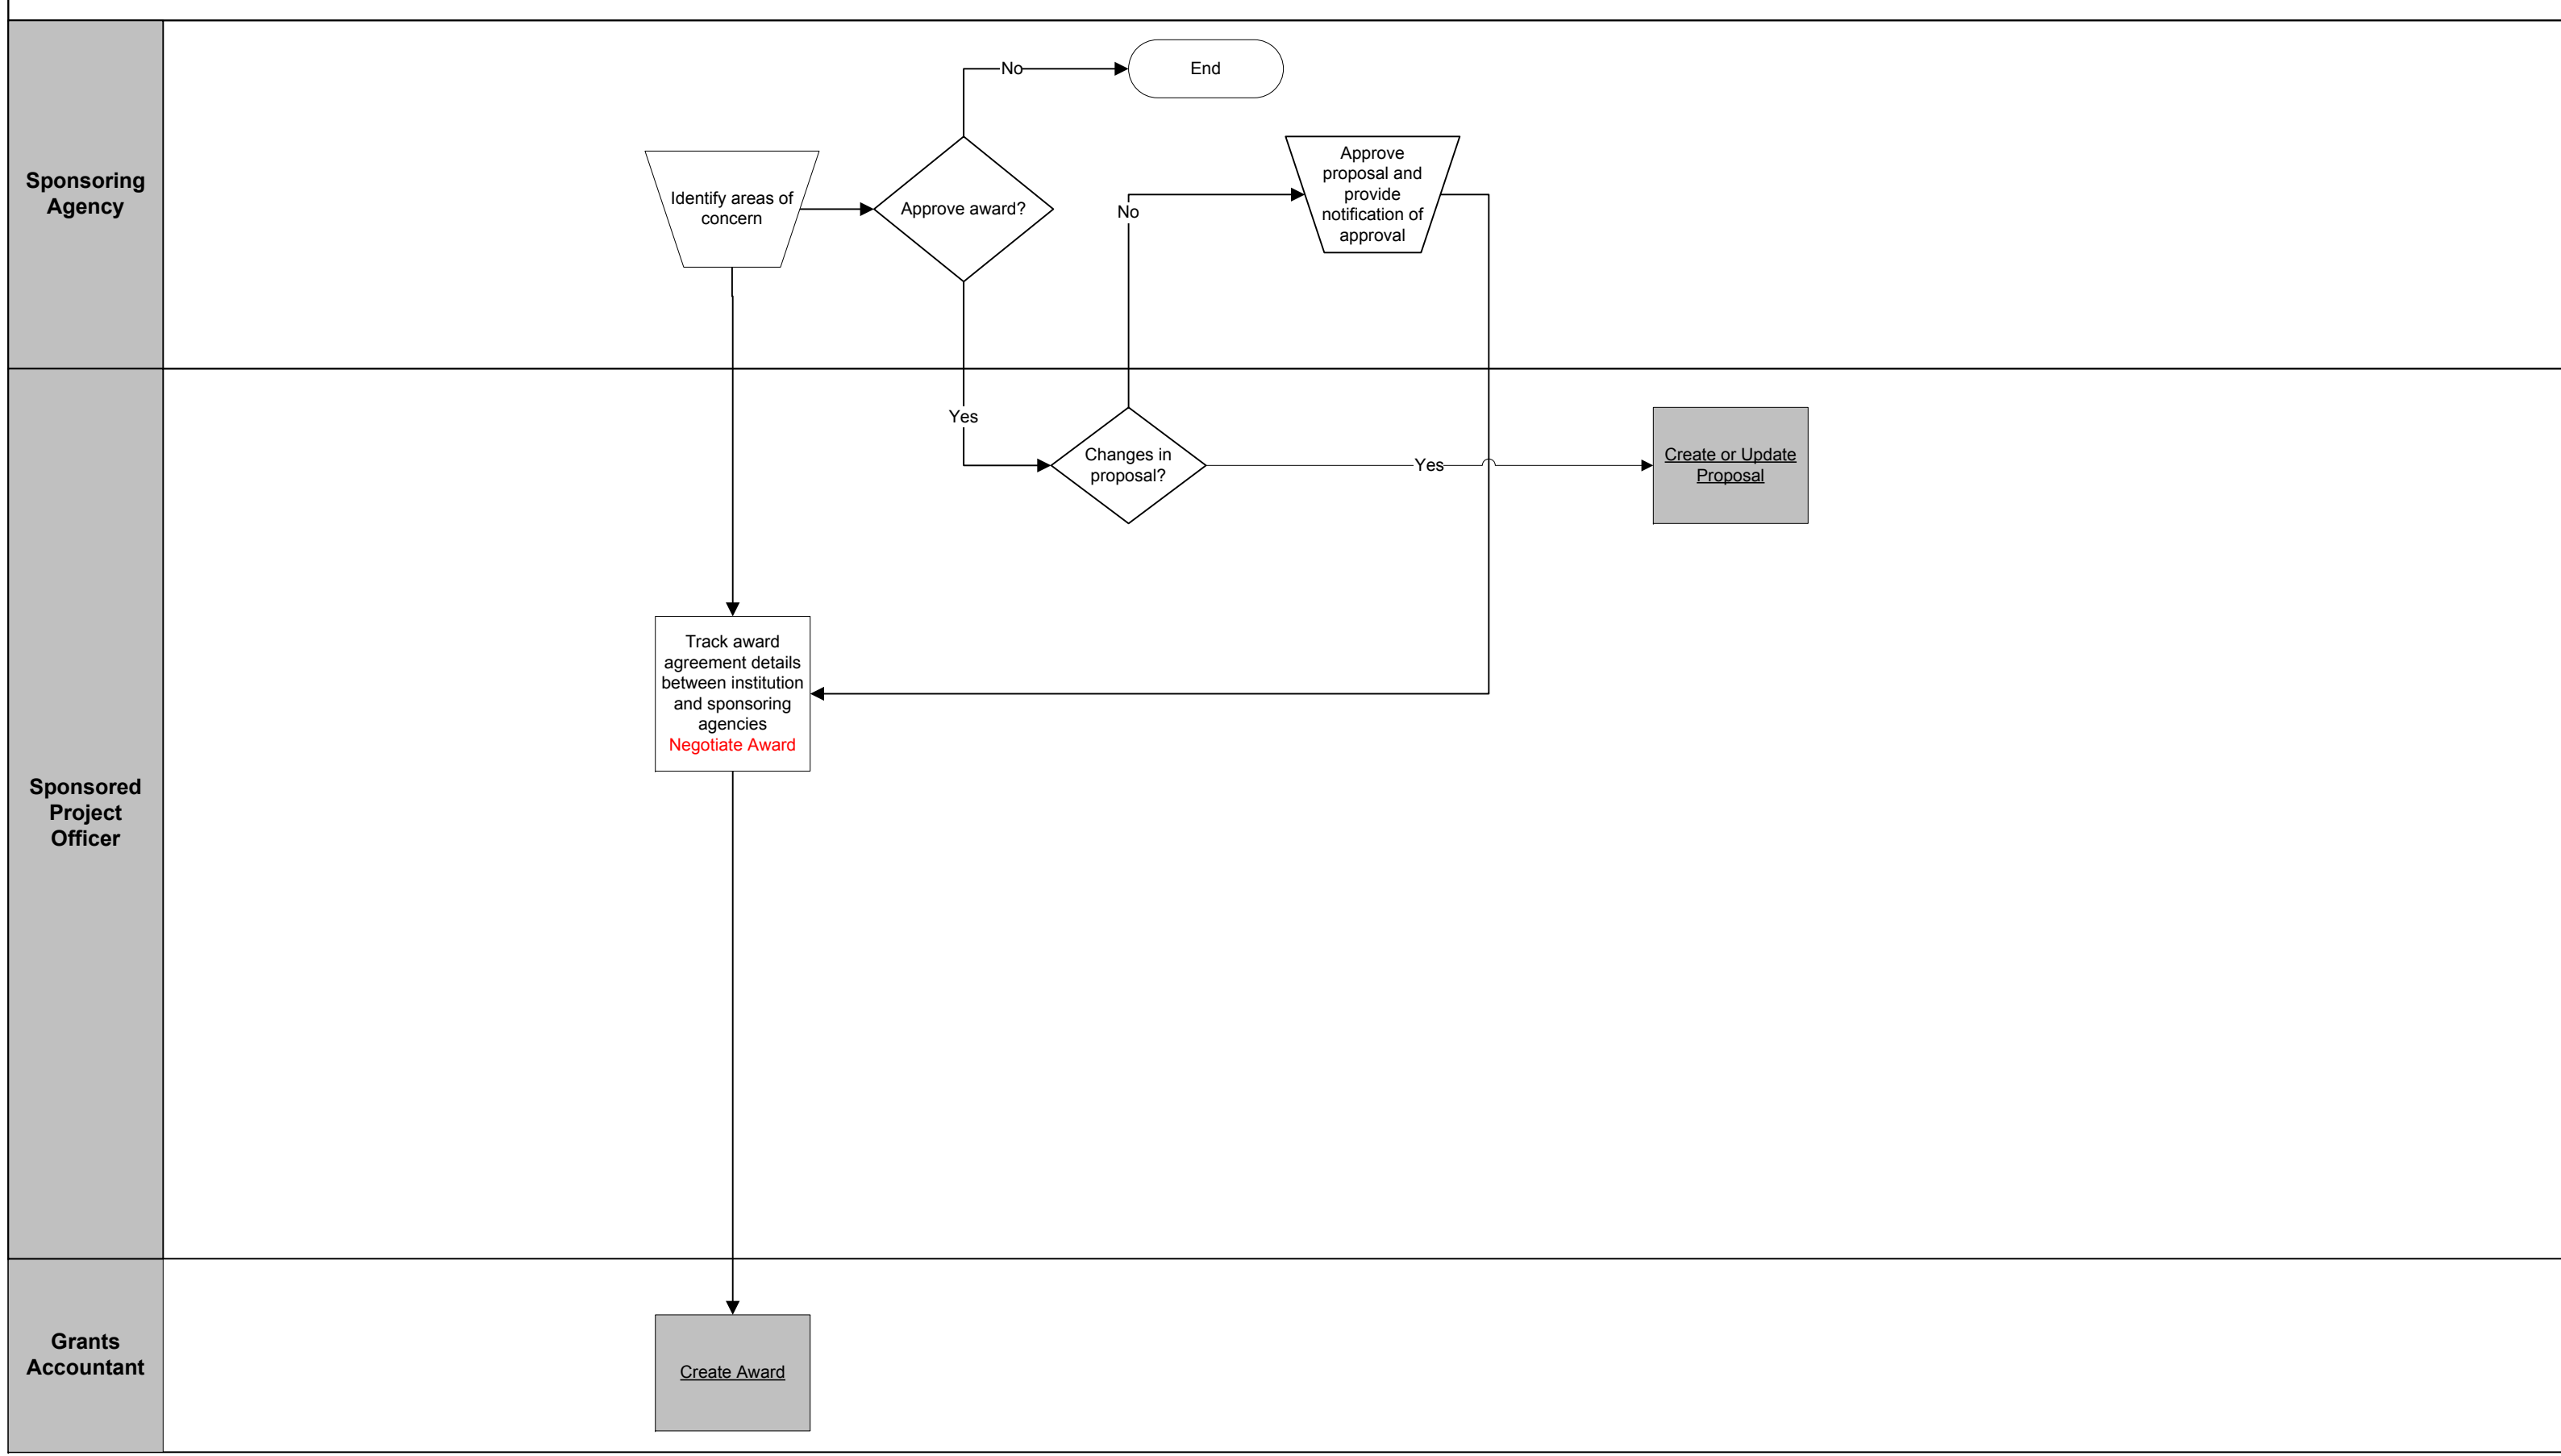 Sponsoring
Agency
No
End
Identify areas of
concern
Approve award?
No
Approve
proposal and
provide
notification of
approval
Sponsored
Project
Officer
Yes
Changes in
proposal?
Yes
Create or Update
Proposal
Track award
agreement details
between institution
and sponsoring
agencies
Negotiate Award
Grants
Accountant
Create Award